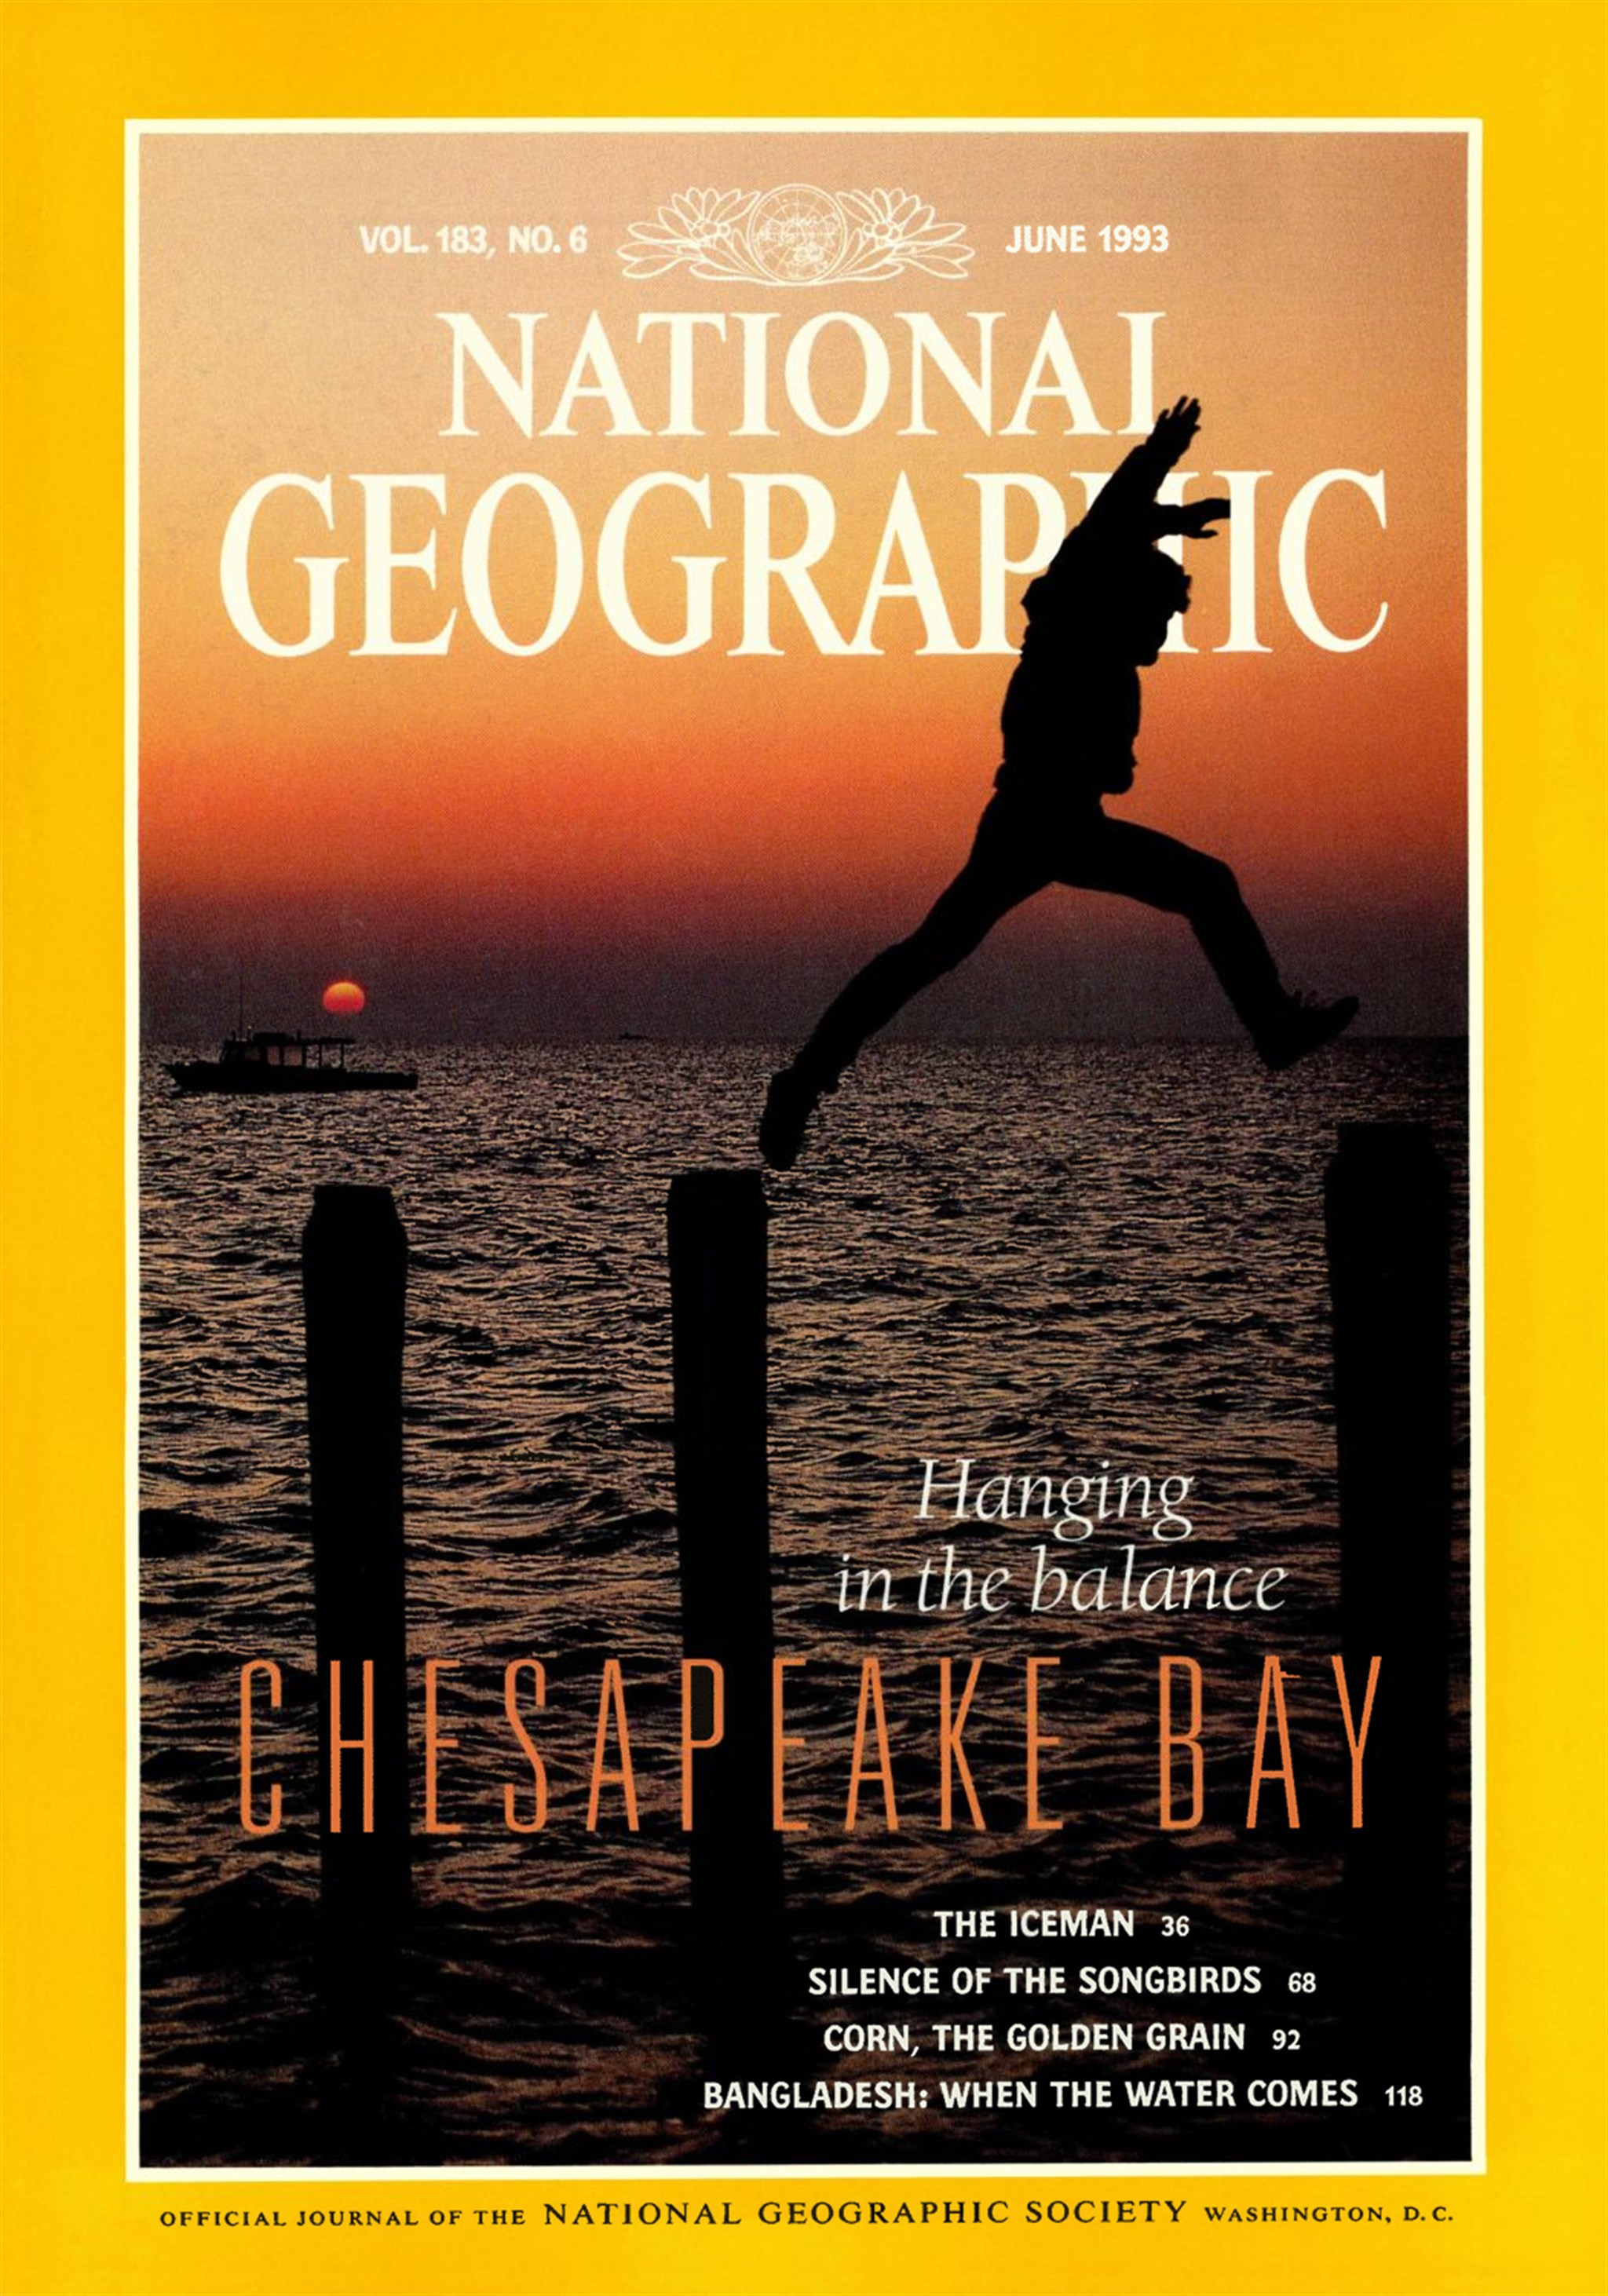 VOL. 183, NO. 6 JUNE 1993
NATIONAL
GEOGRAPHIC
Hanging
in the balance
CHESAPEAKE BAY
THE ICEMAN 36
SILENCE OF THE SONGBIRDS 68
CORN, THE GOLDEN GRAIN 92
BANGLADESH: WHEN THE WATER COMES 118
OFFICIAL JOURNAL OF THE NATIONAL GEOGRAPHIC SOCIETY WASHINGTON, D.C.